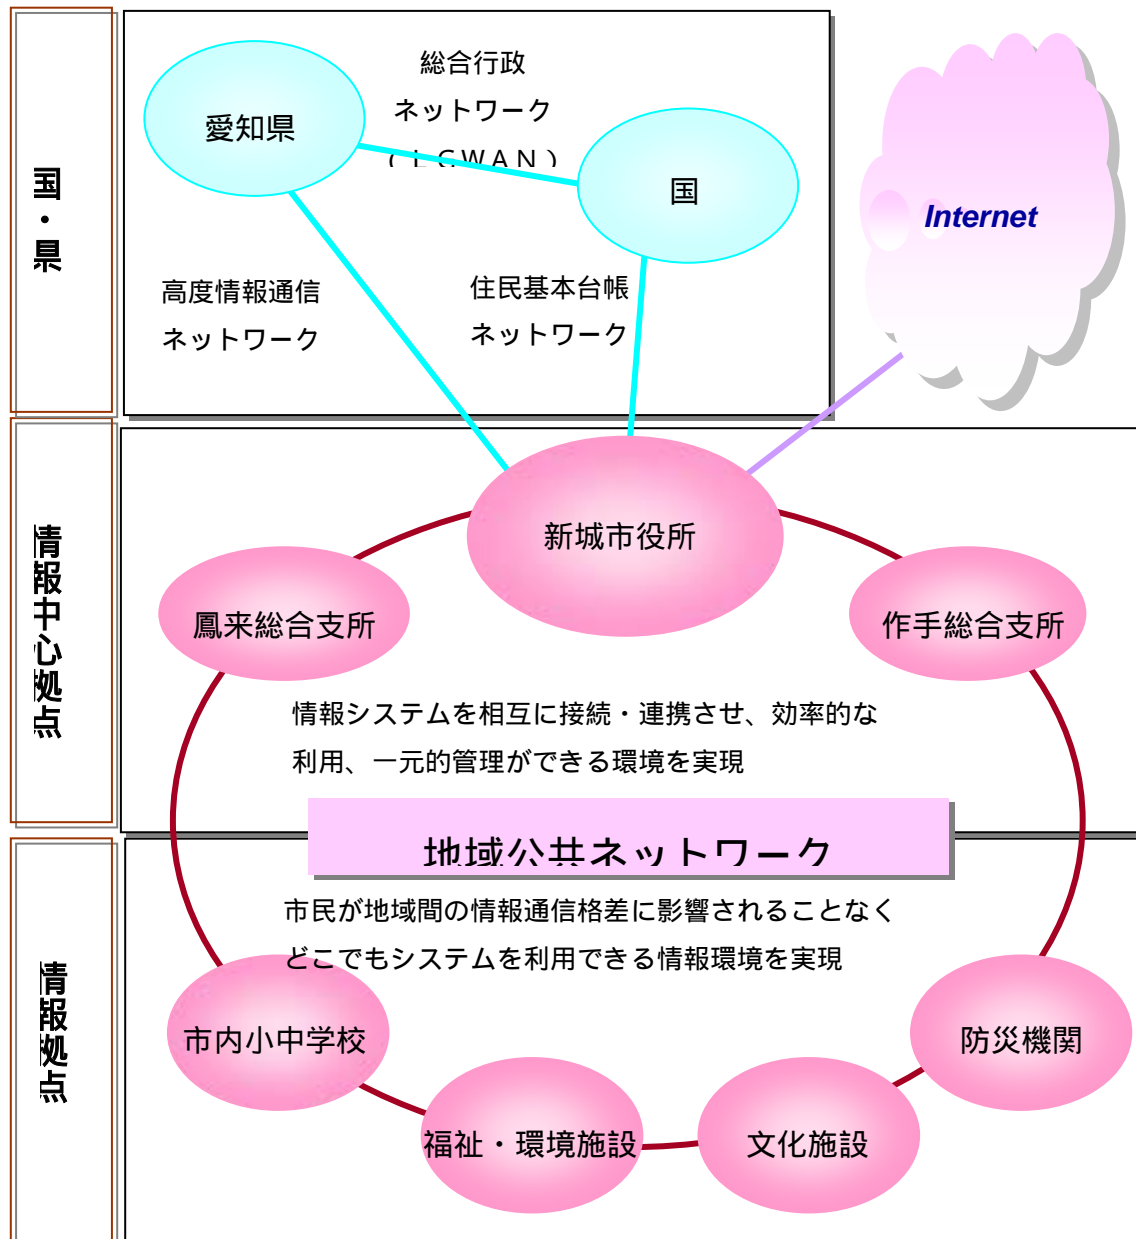 国・県
愛知県
総合行政
ネットワーク
（ＬＧＷＡＮ）
国
Internet
高度情報通信
ネットワーク
住民基本台帳
ネットワーク
情報中心拠点
新城市役所
鳳来総合支所
作手総合支所
情報システムを相互に接続・連携させ、効率的な
利用、一元的管理ができる環境を実現
地域公共ネットワーク
市民が地域間の情報通信格差に影響されることなく
どこでもシステムを利用できる情報環境を実現
情報拠点
市内小中学校
防災機関
福祉・環境施設
文化施設